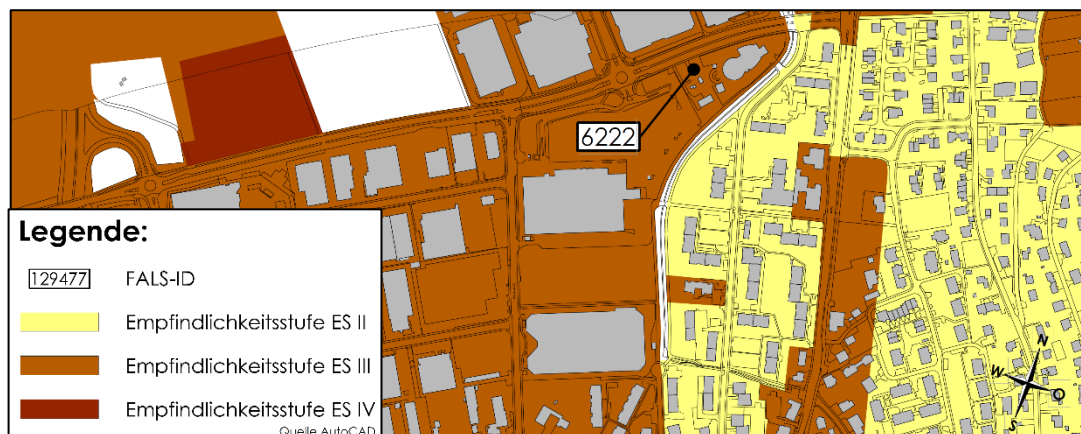 6222
Legende:
129477 FALS-ID
Empfindlichkeitsstufe ES II
Empfindlichkeitsstufe ES III
Empfindlichkeitsstufe ES IV
Quelle AutoCAD
N
W
O
S